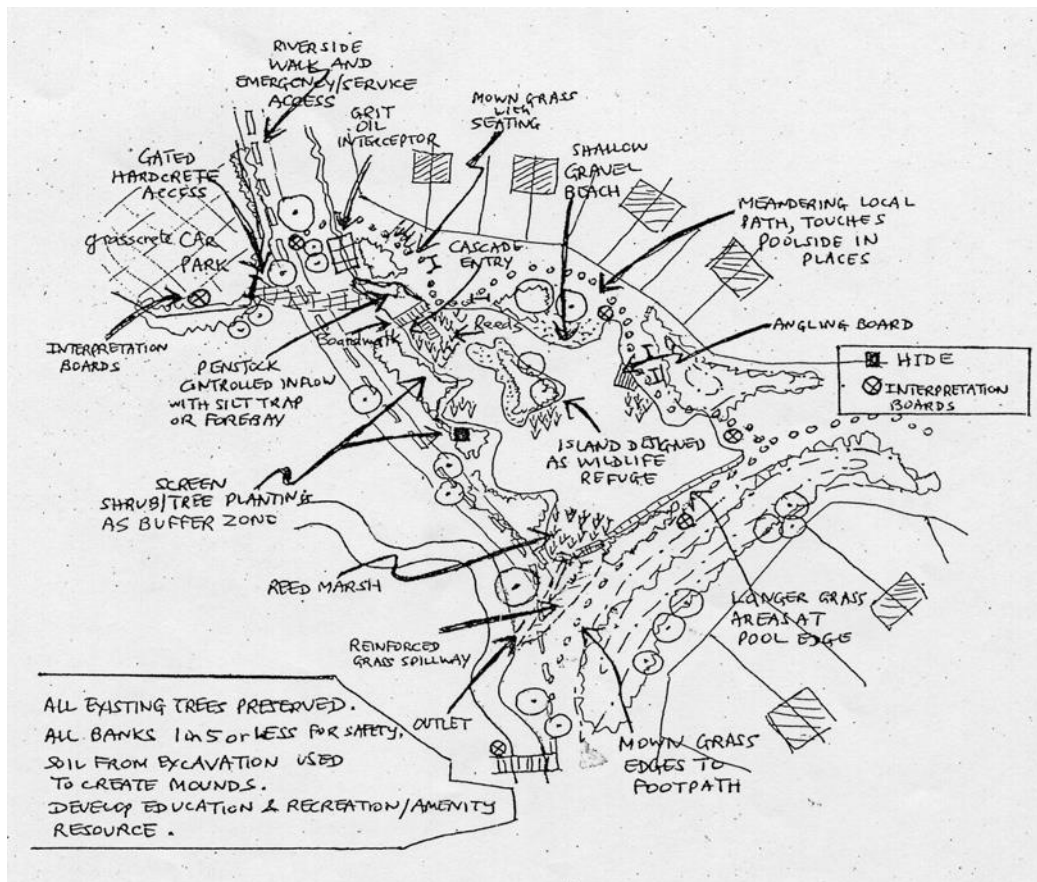 RIVERSIDE
WALK AND
EMERGENCY/SERVICE
ACCESS
GRIT
OIL
INTERCEPTOR
MOWN GRASS
with
SEATING
SHALLOW
GRAVEL
BEACH
GATED
HARDCRETE
ACCESS
MEANDERING LOCAL
PATH, TOUCHES
POOLSIDE IN
PLACES
grasscrete CAR
PARK
CASCADE
ENTRY
Reeds
Boardwalk
ANGLING BOARD
HIDE
INTERPRETATION
BOARDS
INTERPRETATION
BOARDS
PENSTOCK
CONTROLLED INFLOW
WITH SILT TRAP
OR FOREBAY
ISLAND DESIGNED
AS WILDLIFE
REFUGE
SCREEN
SHRUB/TREE PLANTING
AS BUFFER ZONE
REED MARSH
LONGER GRASS
AREAS AT
POOL EDGE
REINFORCED
GRASS SPILLWAY
OUTLET
MOWN GRASS
EDGES TO
FOOTPATH
ALL EXISTING TREES PRESERVED.
ALL BANKS 1 in 5 or LESS FOR SAFETY.
SOIL FROM EXCAVATION USED
TO CREATE MOUNDS.
DEVELOP EDUCATION & RECREATION/AMENITY
RESOURCE.